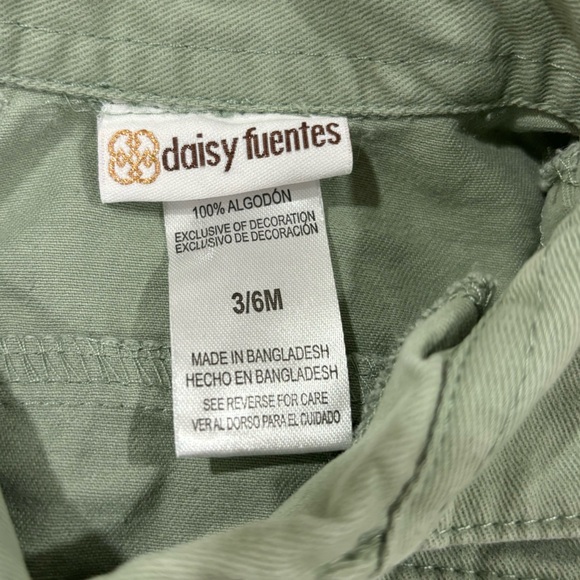 daisy fuentes
100% ALGODÓN
EXCLUSIVE OF DECORATION
EXCLUSIVO DE DECORACIÓN
3/6M
MADE IN BANGLADESH
HECHO EN BANGLADESH
SEE REVERSE FOR CARE
VER AL DORSO PARA EL CUIDADO